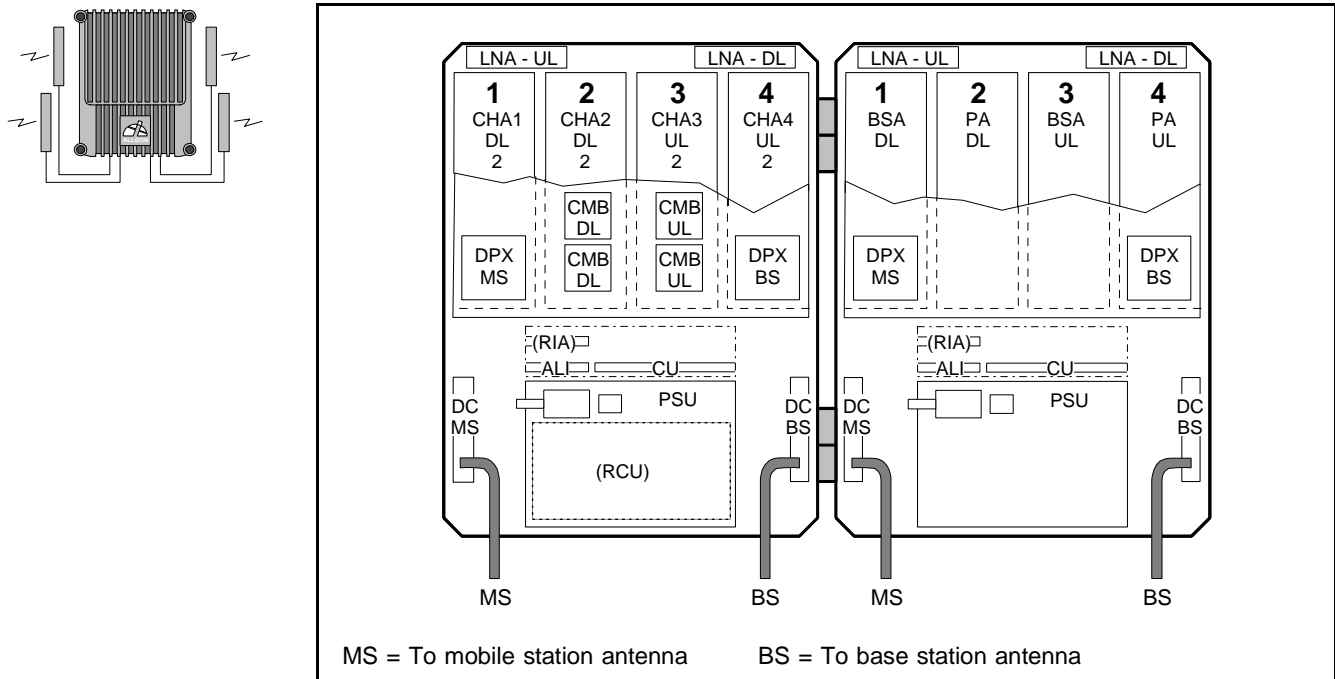 LNA - UL
LNA - DL
LNA - UL
LNA - DL
1
CHA1
DL
2
2
CHA2
DL
2
3
CHA3
UL
2
4
CHA4
UL
2
1
BSA
DL
2
PA
DL
3
BSA
UL
4
PA
UL
DPX
MS
CMB
DL
CMB
DL
CMB
UL
CMB
UL
DPX
BS
DPX
MS
DPX
BS
(RIA)
ALI
CU
PSU
(RCU)
DC
MS
DC
BS
(RIA)
ALI
CU
PSU
DC
MS
DC
BS
MS
BS
MS
BS
MS = To mobile station antenna
BS = To base station antenna